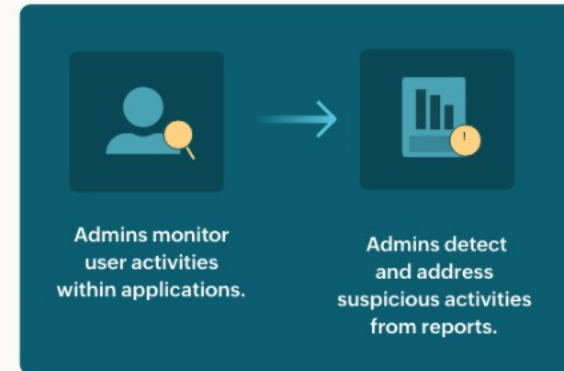 Admins monitor
user activities
within applications.
Admins detect
and address
suspicious activities
from reports.